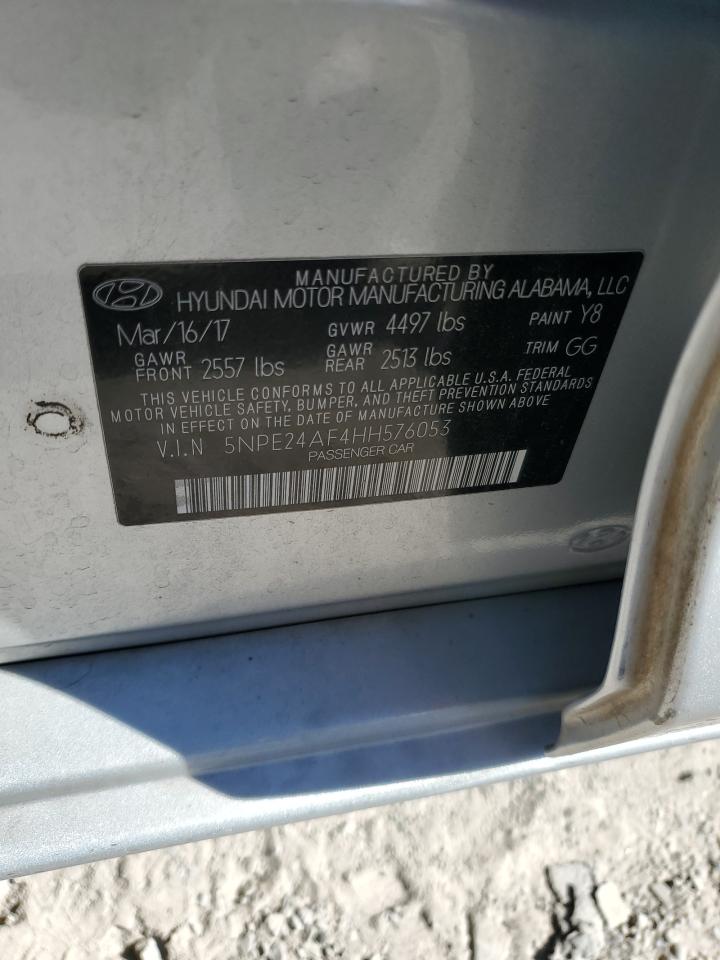 MANUFACTURED BY
HYUNDAI MOTOR MANUFACTURING ALABAMA, LLC
Mar/16/17 GVWR 4497 lbs PAINT Y8
GAWR FRONT 2557 lbs GAWR REAR 2513 lbs TRIM GG
THIS VEHICLE CONFORMS TO ALL APPLICABLE U.S.A. FEDERAL
MOTOR VEHICLE SAFETY, BUMPER, AND THEFT PREVENTION STANDARDS
IN EFFECT ON THE DATE OF MANUFACTURE SHOWN ABOVE.
V.I.N 5NPE24AF4HH576053
PASSENGER CAR